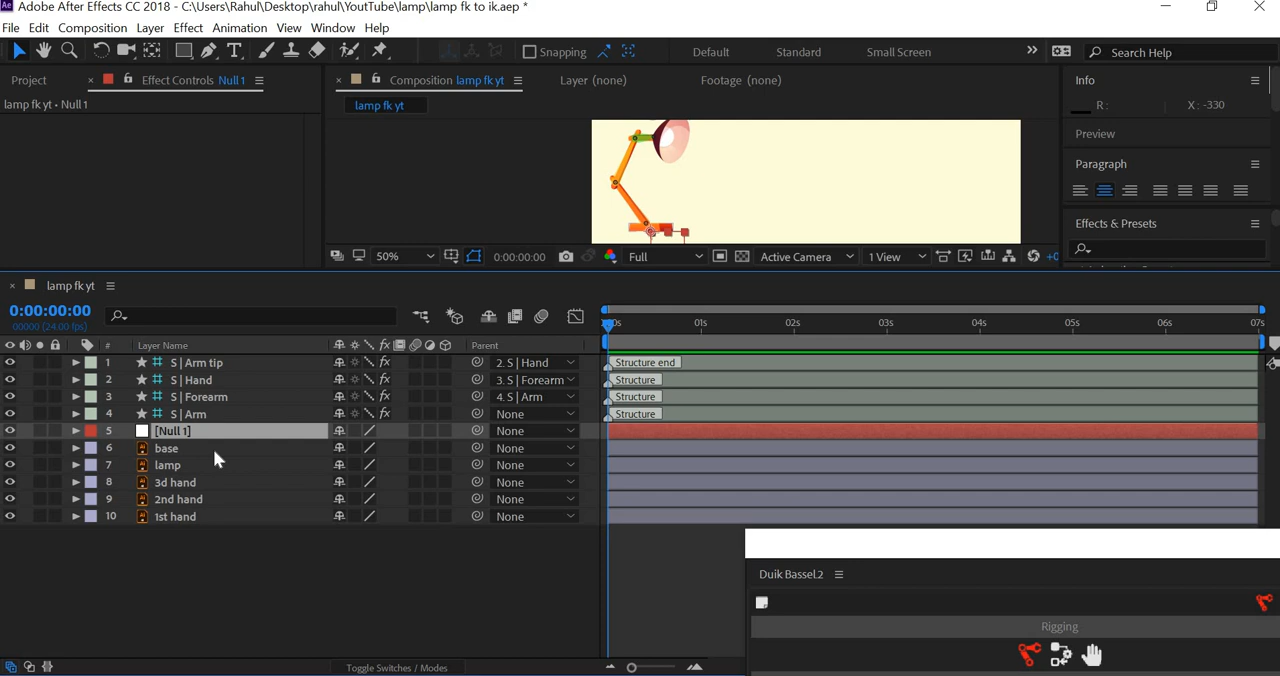 Adobe After Effects CC 2018 - C:\Users\Rahul\Desktop\rahul\YouTube\lamp\lamp fk to ik.aep *
File Edit Composition Layer Effect Animation View Window Help
Snapping Default Standard Small Screen Search Help
Project Effect Controls Null 1 Composition lamp fk yt Layer (none) Footage (none) Info
lamp fk yt • Null 1 lamp fk yt R : X : -330
Preview
Paragraph
Effects & Presets
50% 0:00:00:00 Full Active Camera 1 View +0
lamp fk yt
0:00:00:00
00000 (24.00 fps)
00s 01s 02s 03s 04s 05s 06s 07s
# Layer Name fx Parent
1 S | Arm tip fx 2. S | Hand Structure end
2 S | Hand fx 3. S | Forearm Structure
3 S | Forearm fx 4. S | Arm Structure
4 S | Arm fx None Structure
5 [Null 1] None
6 base None
7 lamp None
8 3d hand None
9 2nd hand None
10 1st hand None
Duik Bassel.2
Rigging
Toggle Switches / Modes